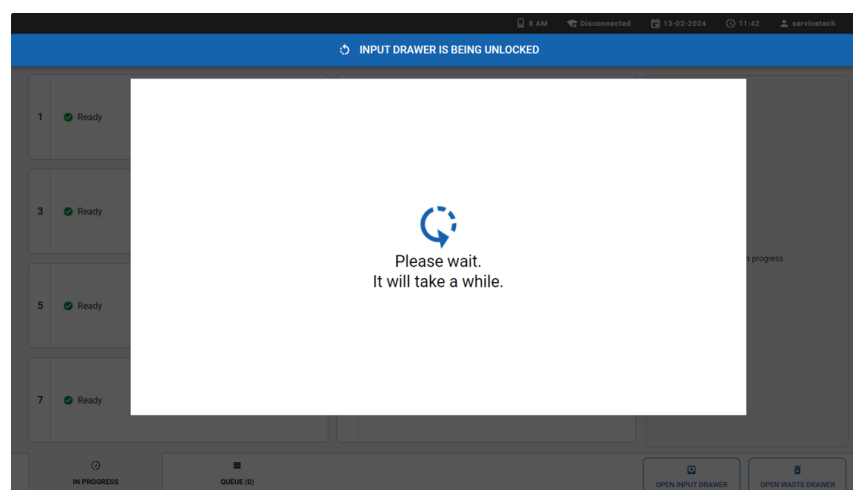 8 AM Disconnected 13-02-2024 11:42 servicetech
INPUT DRAWER IS BEING UNLOCKED
1 Ready
3 Ready
Please wait.
n progress
It will take a while.
5 Ready
7 Ready
IN PROGRESS QUEUE (0) OPEN INPUT DRAWER OPEN WASTE DRAWER